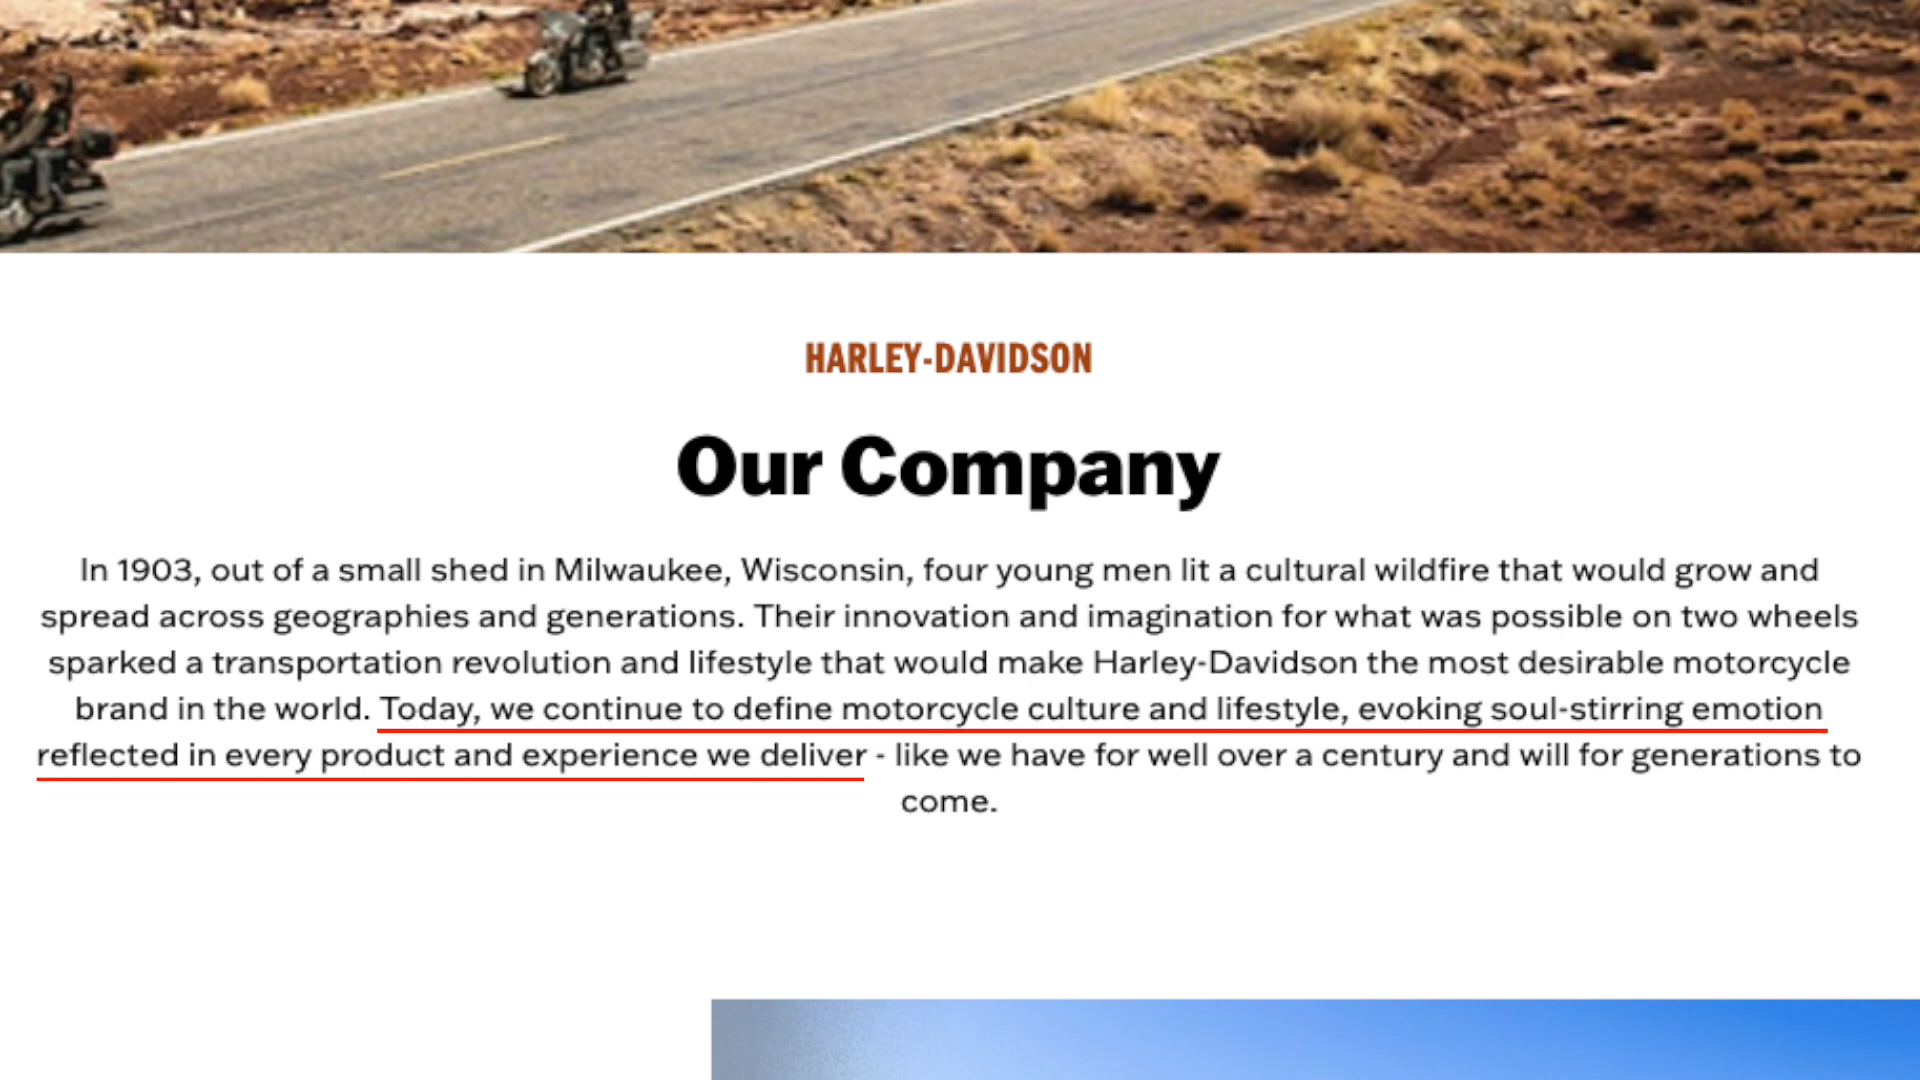 HARLEY-DAVIDSON
Our Company
In 1903, out of a small shed in Milwaukee, Wisconsin, four young men lit a cultural wildfire that would grow and
spread across geographies and generations. Their innovation and imagination for what was possible on two wheels
sparked a transportation revolution and lifestyle that would make Harley-Davidson the most desirable motorcycle
brand in the world. Today, we continue to define motorcycle culture and lifestyle, evoking soul-stirring emotion
reflected in every product and experience we deliver - like we have for well over a century and will for generations to
come.